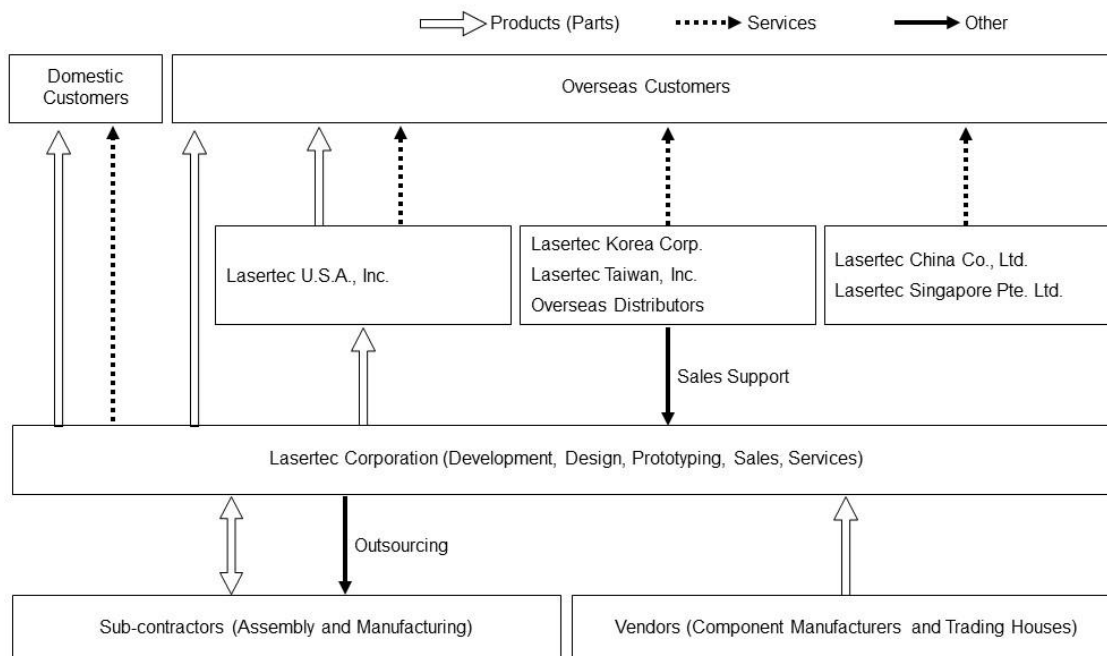 Products (Parts)
Services
Other
Domestic
Customers
Overseas Customers
Lasertec U.S.A., Inc.
Lasertec Korea Corp.
Lasertec Taiwan, Inc.
Overseas Distributors
Lasertec China Co., Ltd.
Lasertec Singapore Pte. Ltd.
Sales Support
Lasertec Corporation (Development, Design, Prototyping, Sales, Services)
Outsourcing
Sub-contractors (Assembly and Manufacturing)
Vendors (Component Manufacturers and Trading Houses)